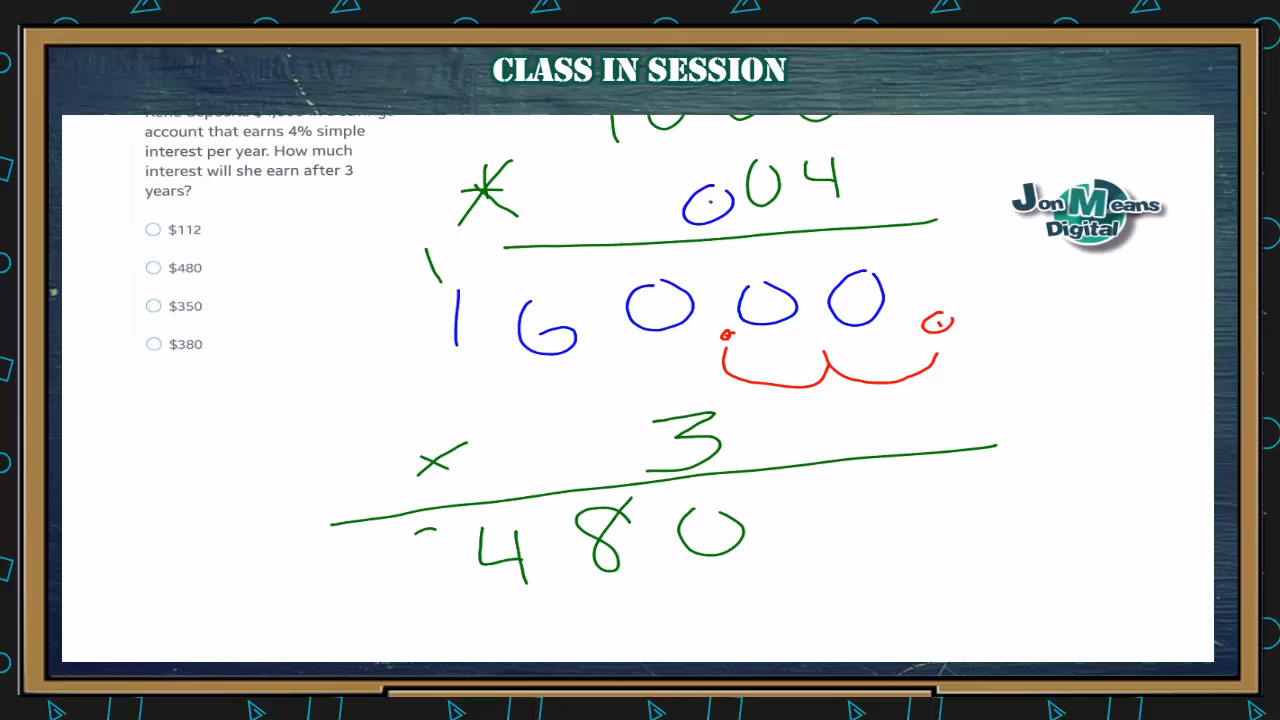 CLASS IN SESSION
account that earns 4% simple
interest per year. How much
interest will she earn after 3
years?
$112
$480
$350
$380
* .04
16000.
× 3
480
Jon Means
Digital